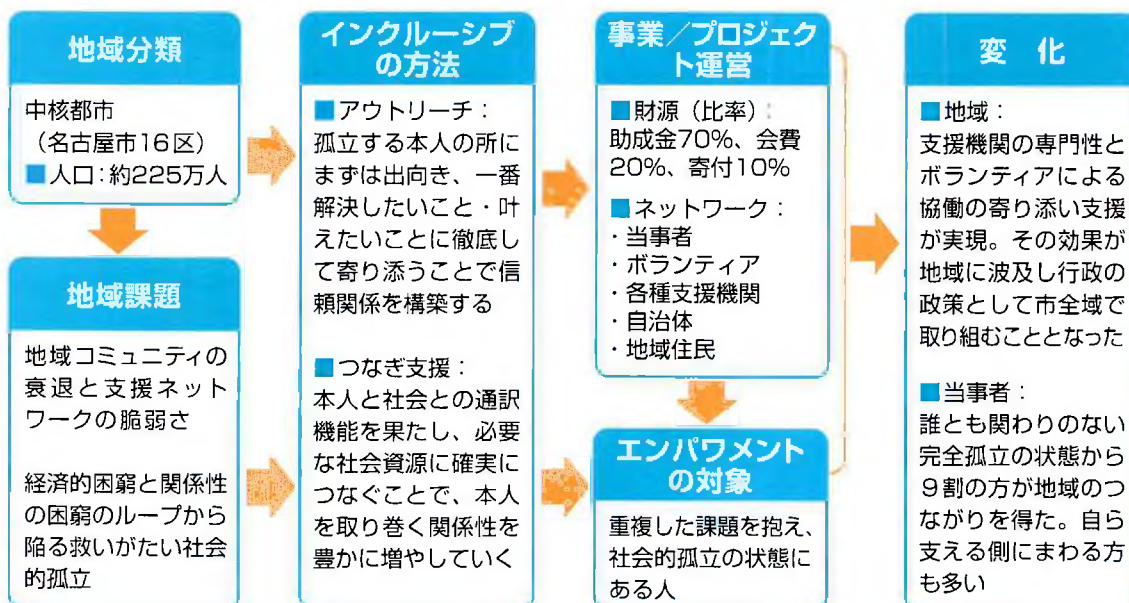 地域分類
中核都市
（名古屋市16区）
■人口：約225万人
地域課題
地域コミュニティの
衰退と支援ネット
ワークの脆弱さ
経済的困窮と関係性
の困窮のループから
陥る救いがたい社会
的孤立
インクルーシブ
の方法
■アウトリーチ：
孤立する本人の所に
まずは出向き、一番
解決したいこと・叶
えたいことに徹底し
て寄り添うことで信
頼関係を構築する
■つなぎ支援：
本人と社会との通訳
機能を果たし、必要
な社会資源に確実に
つなぐことで、本人
を取り巻く関係性を
豊かに増やしていく
事業／プロジェク
ト運営
■財源（比率）：
助成金70％、会費
20％、寄付10％
■ネットワーク：
・当事者
・ボランティア
・各種支援機関
・自治体
・地域住民
エンパワメント
の対象
重複した課題を抱え、
社会的孤立の状態に
ある人
変　化
■地域：
支援機関の専門性と
ボランティアによる
協働の寄り添い支援
が実現。その効果が
地域に波及し行政の
政策として市全域で
取り組むこととなった
■当事者：
誰とも関わりのない
完全孤立の状態から
９割の方が地域のつ
ながりを得た。自ら
支える側にまわる方
も多い